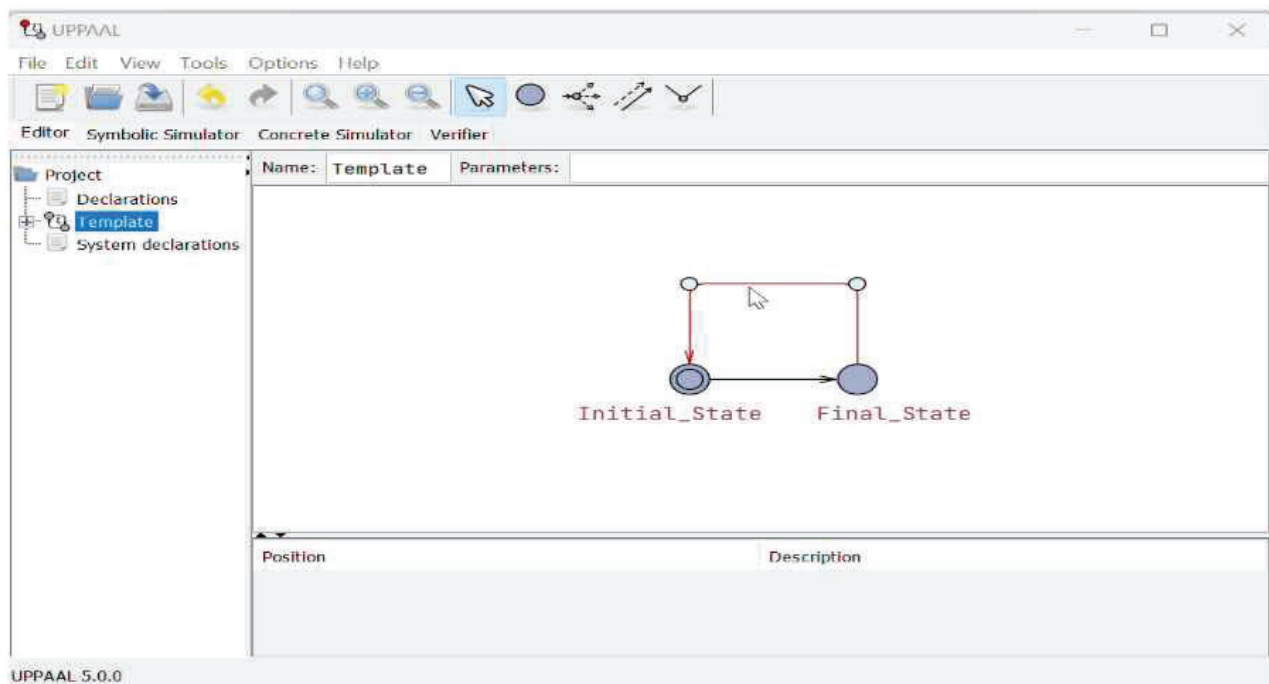 UPPAAL
File Edit View Tools Options Help
Editor Symbolic Simulator Concrete Simulator Verifier
Project
Declarations
Template
System declarations
Name: Template Parameters:
Initial_State Final_State
Position Description
UPPAAL 5.0.0